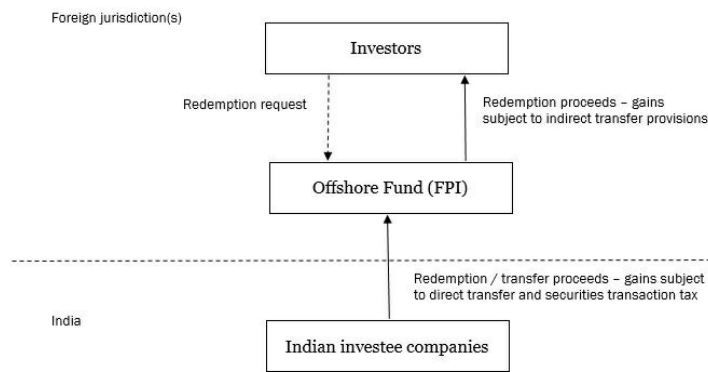 Foreign jurisdiction(s)
Investors
Redemption request
Redemption proceeds – gains
subject to indirect transfer provisions
Offshore Fund (FPI)
Redemption / transfer proceeds – gains subject
to direct transfer and securities transaction tax
India
Indian investee companies